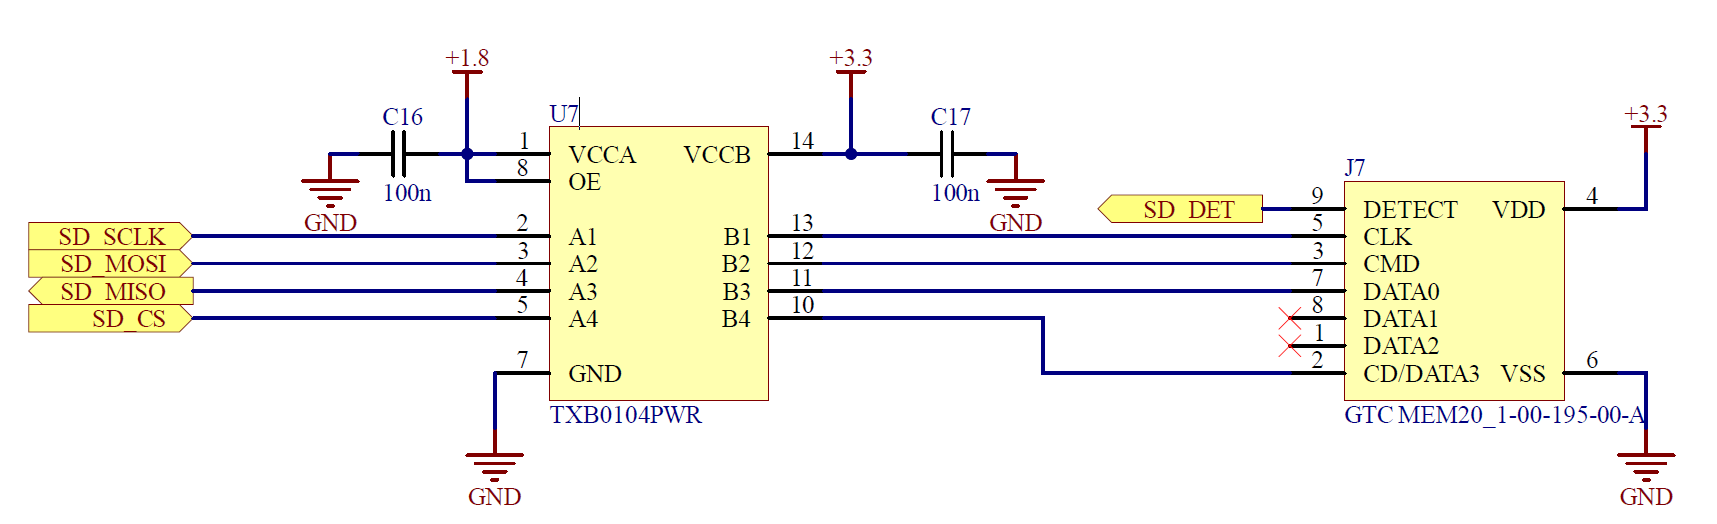 +1.8
+3.3
+3.3
C16
100n
GND
C17
100n
GND
U7
1 VCCA VCCB 14
8 OE
SD_SCLK 2 A1 B1 13
SD_MOSI 3 A2 B2 12
SD_MISO 4 A3 B3 11
SD_CS 5 A4 B4 10
7 GND
TXB0104PWR
GND
J7
SD_DET 9 DETECT VDD 4
5 CLK
3 CMD
7 DATA0
8 DATA1
1 DATA2
2 CD/DATA3 VSS 6
GTC MEM20_1-00-195-00-A
GND